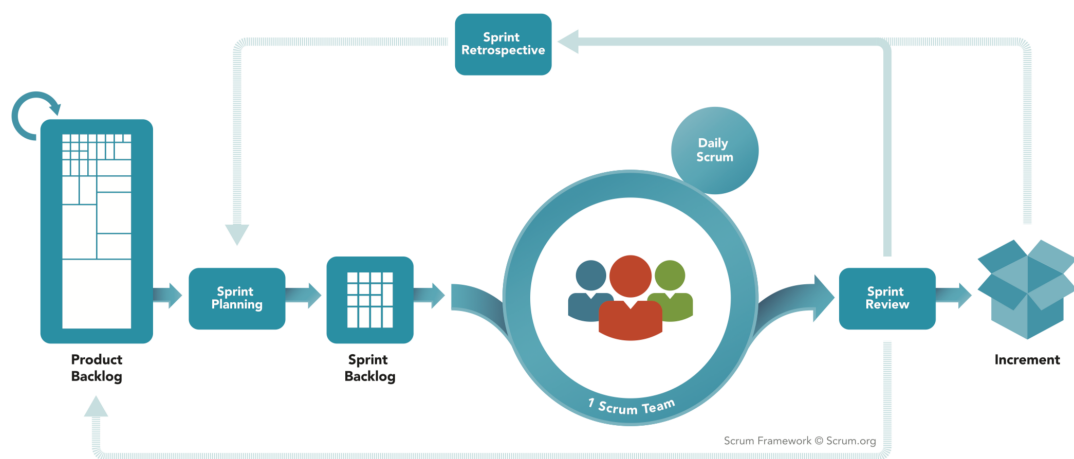 Sprint
Retrospective
Daily
Scrum
Sprint
Planning
Sprint
Review
Product
Backlog
Sprint
Backlog
1 Scrum Team
Increment
Scrum Framework © Scrum.org